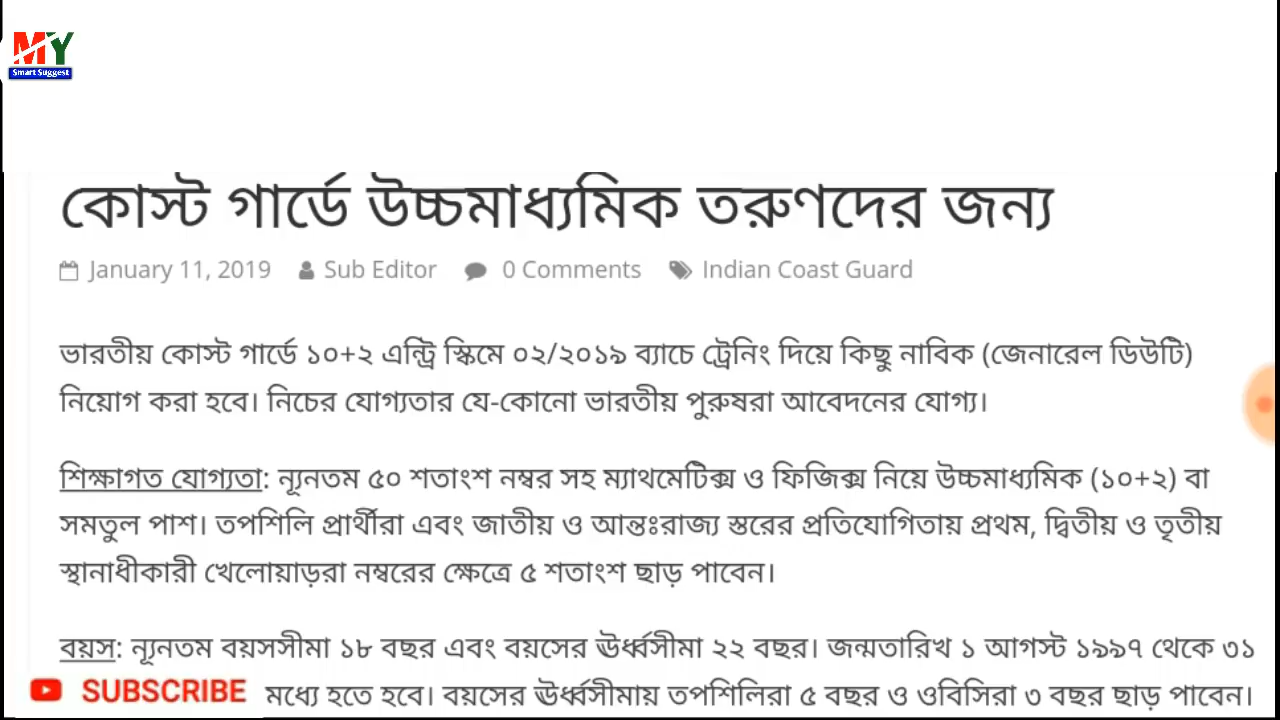 MY
Smart Suggest
কোস্ট গার্ডে উচ্চমাধ্যমিক তরুণদের জন্য
January 11, 2019 Sub Editor 0 Comments Indian Coast Guard
ভারতীয় কোস্ট গার্ডে ১০+২ এন্ট্রি স্কিমে ০২/২০১৯ ব্যাচে ট্রেনিং দিয়ে কিছু নাবিক (জেনারেল ডিউটি)
নিয়োগ করা হবে। নিচের যোগ্যতার যে-কোনো ভারতীয় পুরুষরা আবেদনের যোগ্য।
শিক্ষাগত যোগ্যতা: ন্যূনতম ৫০ শতাংশ নম্বর সহ ম্যাথমেটিক্স ও ফিজিক্স নিয়ে উচ্চমাধ্যমিক (১০+২) বা
সমতুল পাশ। তপশিলি প্রার্থীরা এবং জাতীয় ও আন্তঃরাজ্য স্তরের প্রতিযোগিতায় প্রথম, দ্বিতীয় ও তৃতীয়
স্থানাধীকারী খেলোয়াড়রা নম্বরের ক্ষেত্রে ৫ শতাংশ ছাড় পাবেন।
বয়স: ন্যূনতম বয়সসীমা ১৮ বছর এবং বয়সের ঊর্ধ্বসীমা ২২ বছর। জন্মতারিখ ১ আগস্ট ১৯৯৭ থেকে ৩১
SUBSCRIBE মধ্যে হতে হবে। বয়সের ঊর্ধ্বসীমায় তপশিলিরা ৫ বছর ও ওবিসিরা ৩ বছর ছাড় পাবেন।